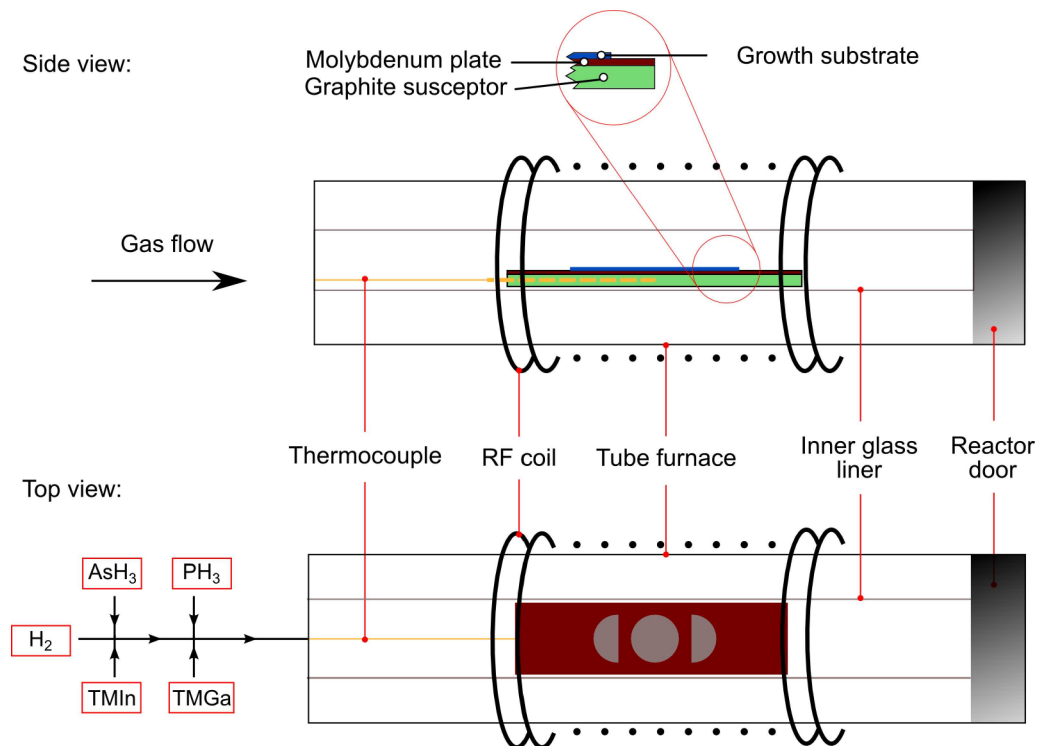 Side view:
Molybdenum plate
Graphite susceptor
Growth substrate
Gas flow
Thermocouple
RF coil
Tube furnace
Inner glass
liner
Reactor
door
Top view:
AsH₃
PH₃
H₂
TMIn
TMGa